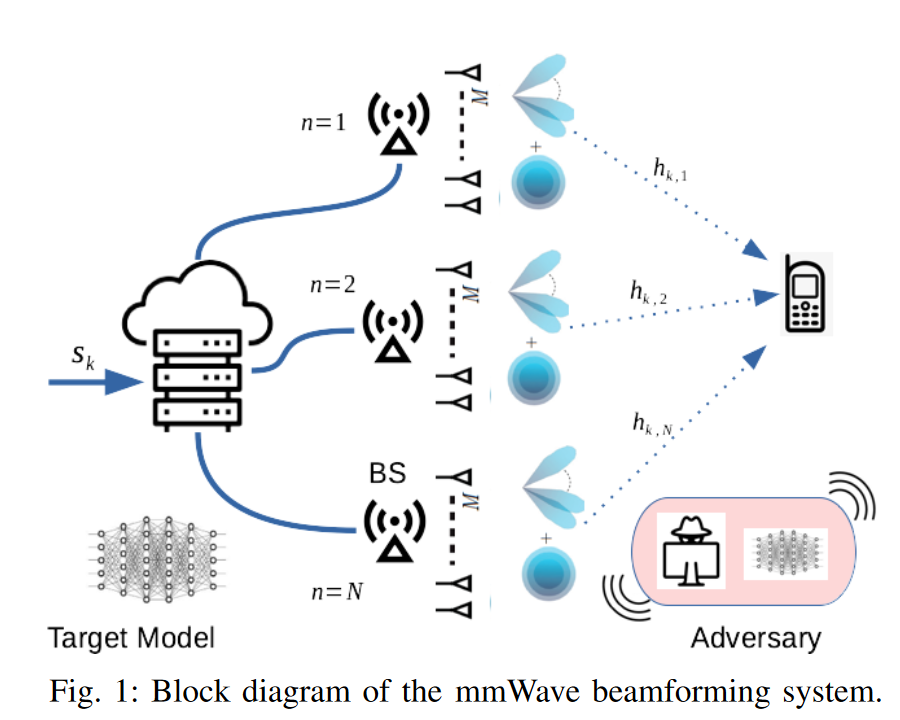 n=1
M
+
h_{k,1}
n=2
M
+
h_{k,2}
s_k
h_{k,N}
BS
M
+
n=N
Target Model
Adversary
Fig. 1: Block diagram of the mmWave beamforming system.